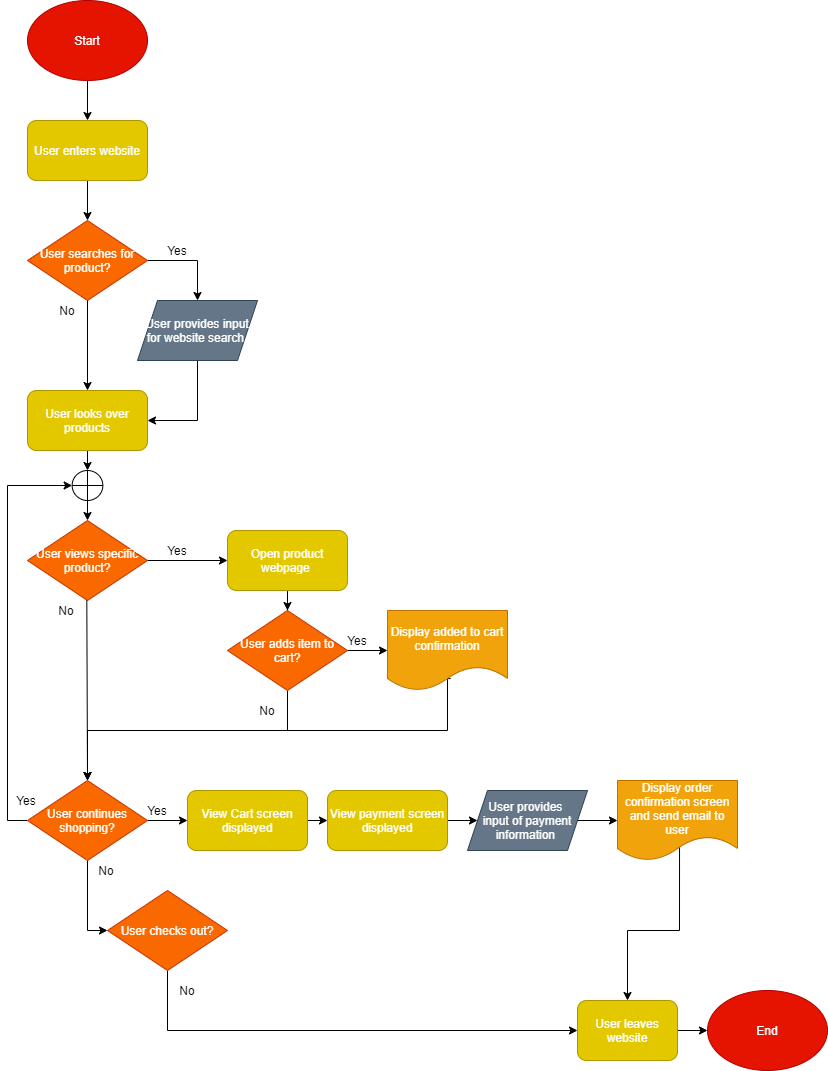 Start
User enters website
User searches for
product?
Yes
No
User provides input
for website search
User looks over
products
User views specific
product?
Yes
Open product
webpage
No
User adds item to
cart?
Yes
Display added to cart
confirmation
No
Yes
User continues
shopping?
Yes
View Cart screen
displayed
View payment screen
displayed
User provides
input of payment
information
Display order
confirmation screen
and send email to
user
No
User checks out?
No
User leaves
website
End